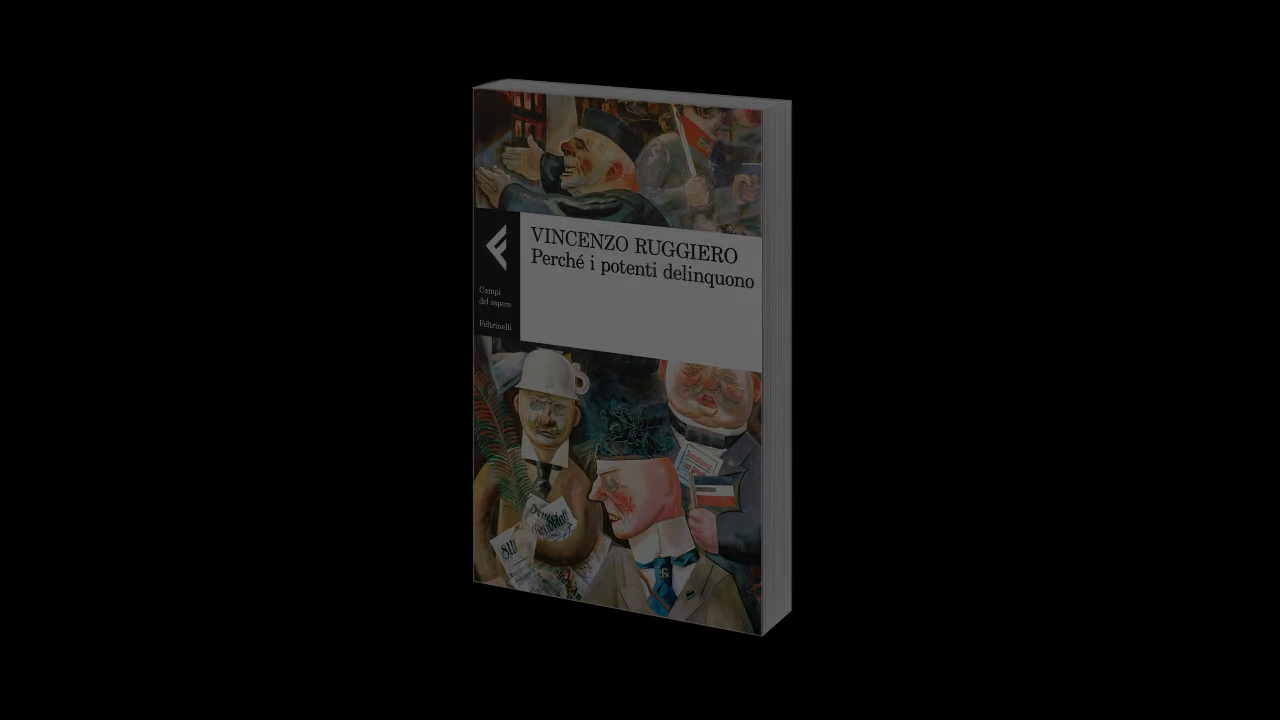 VINCENZO RUGGIERO
Perché i potenti delinquono
Campi
del sapere
Feltrinelli